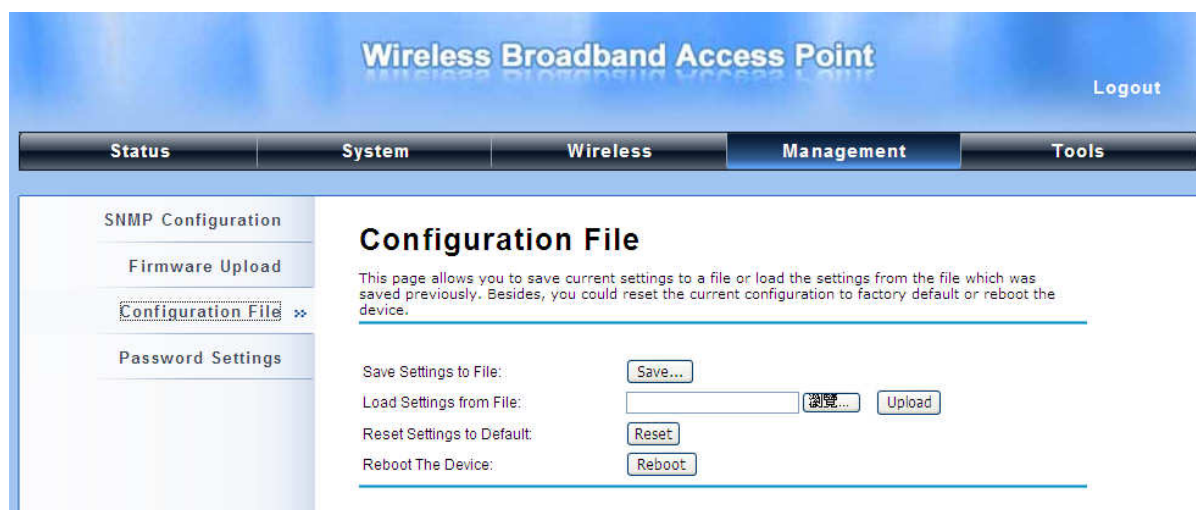 Wireless Broadband Access Point
Logout
Status System Wireless Management Tools
SNMP Configuration
Firmware Upload
Configuration File »
Password Settings
Configuration File
This page allows you to save current settings to a file or load the settings from the file which was
saved previously. Besides, you could reset the current configuration to factory default or reboot the
device.
Save Settings to File: Save...
Load Settings from File: 瀏覽... Upload
Reset Settings to Default: Reset
Reboot The Device: Reboot